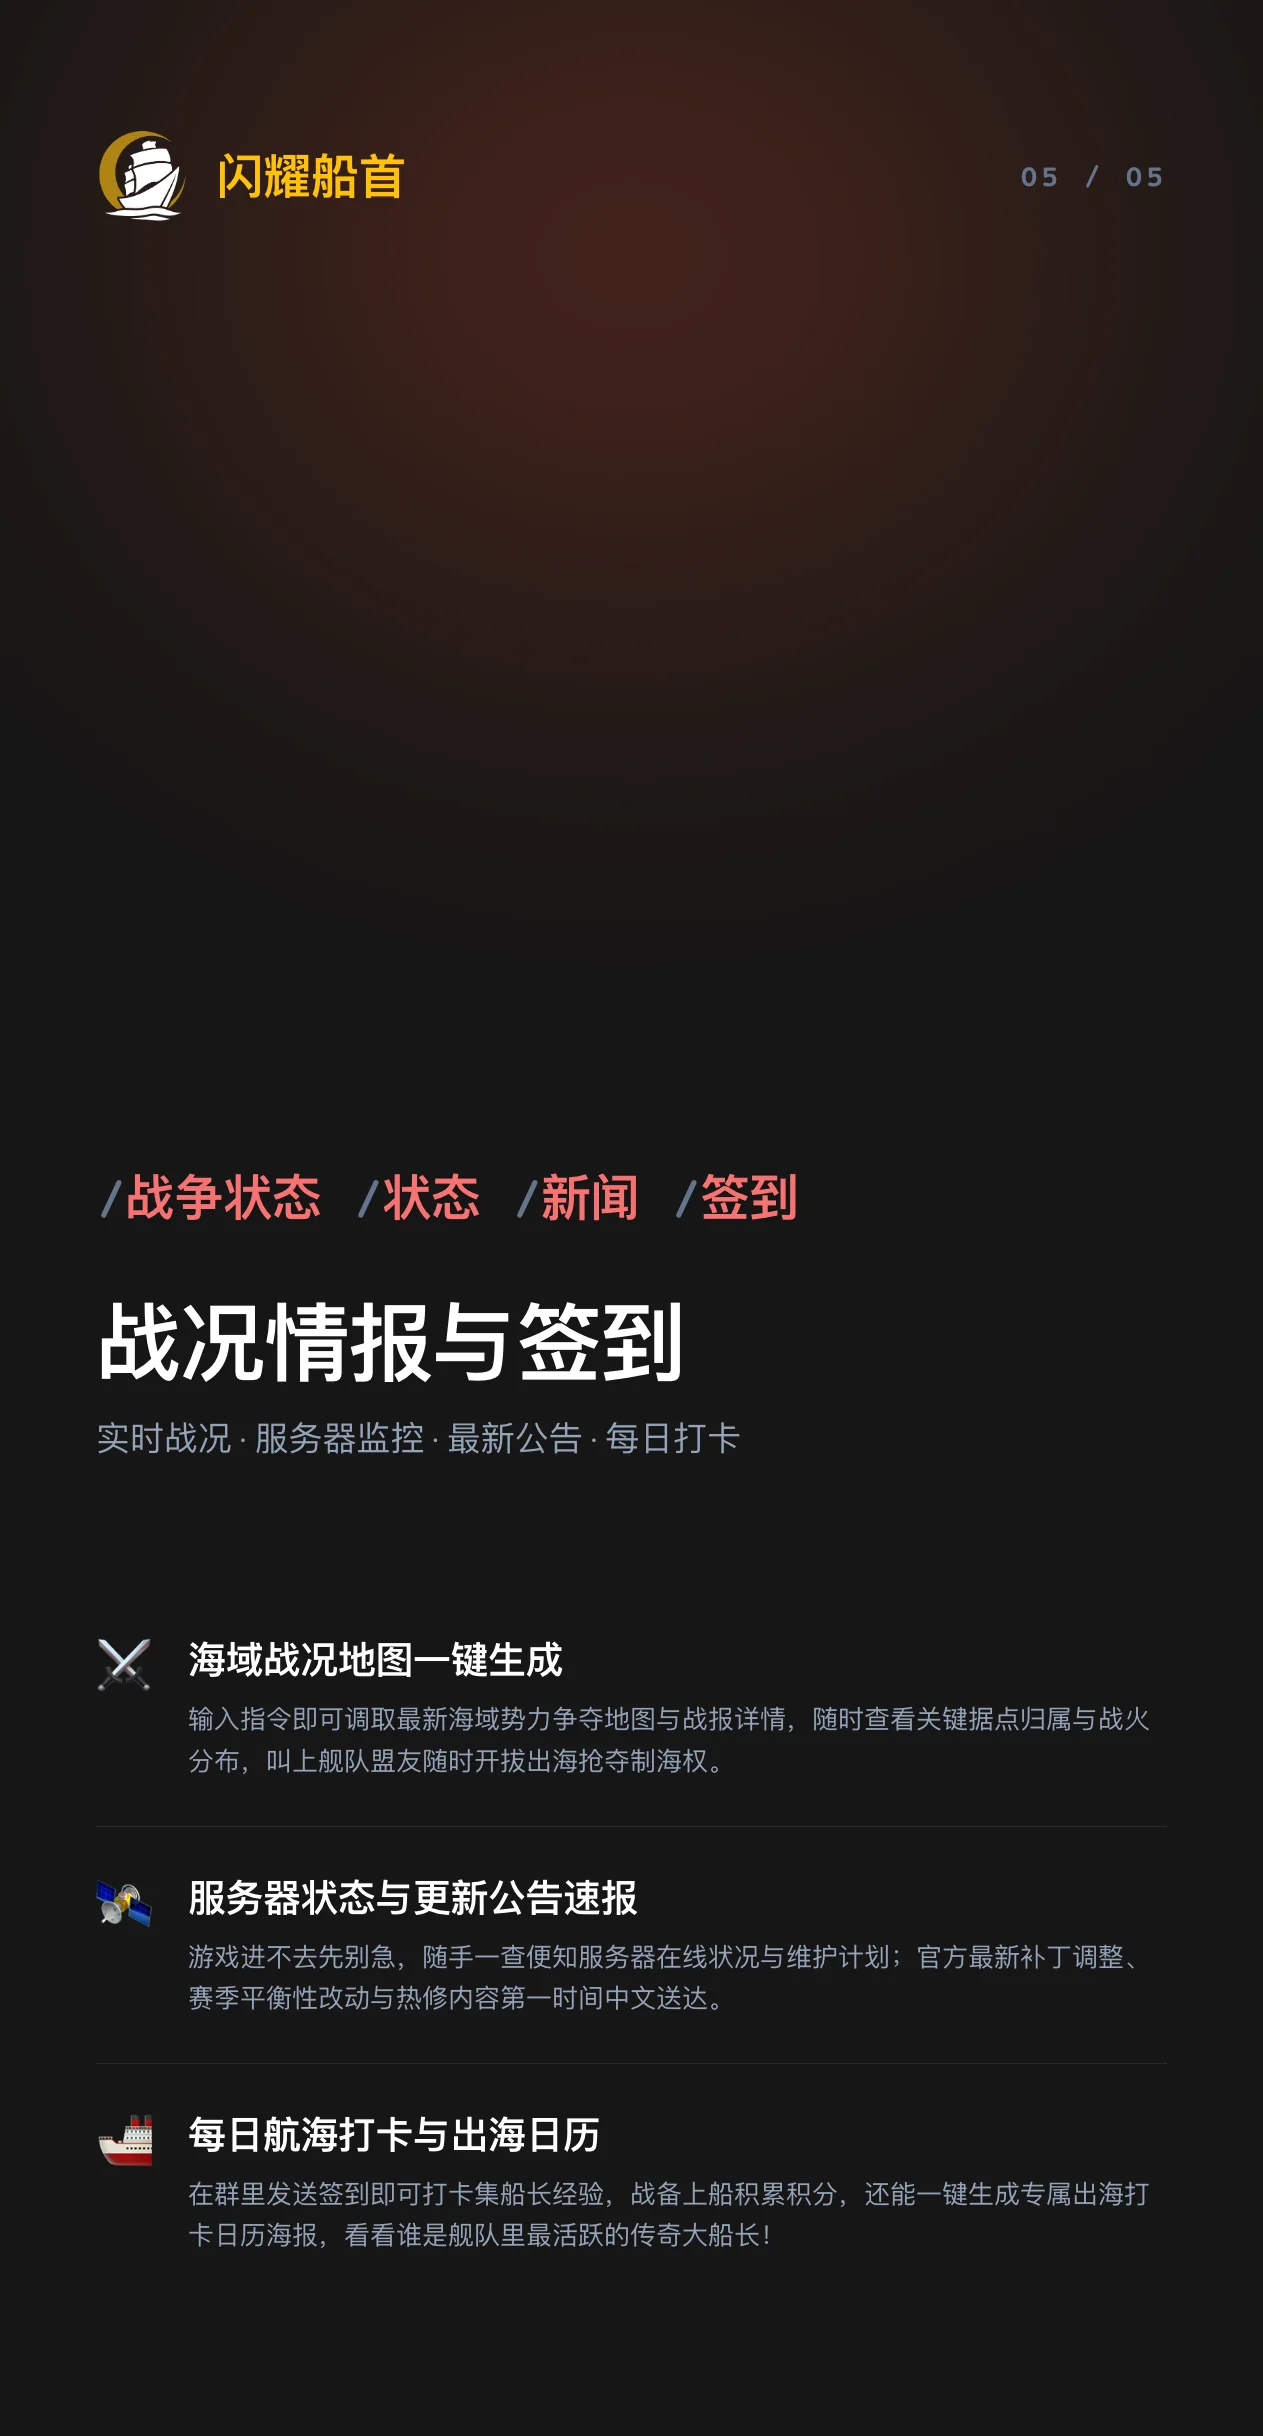 闪耀船首
05 / 05
/战争状态 /状态 /新闻 /签到
战况情报与签到
实时战况 · 服务器监控 · 最新公告 · 每日打卡
海域战况地图一键生成
输入指令即可调取最新海域势力争夺地图与战报详情，随时查看关键据点归属与战火
分布，叫上舰队盟友随时开拔出海抢夺制海权。
服务器状态与更新公告速报
游戏进不去先别急，随手一查便知服务器在线状况与维护计划；官方最新补丁调整、
赛季平衡性改动与热修内容第一时间中文送达。
每日航海打卡与出海日历
在群里发送签到即可打卡集船长经验，战备上船积累积分，还能一键生成专属出海打
卡日历海报，看看谁是舰队里最活跃的传奇大船长！